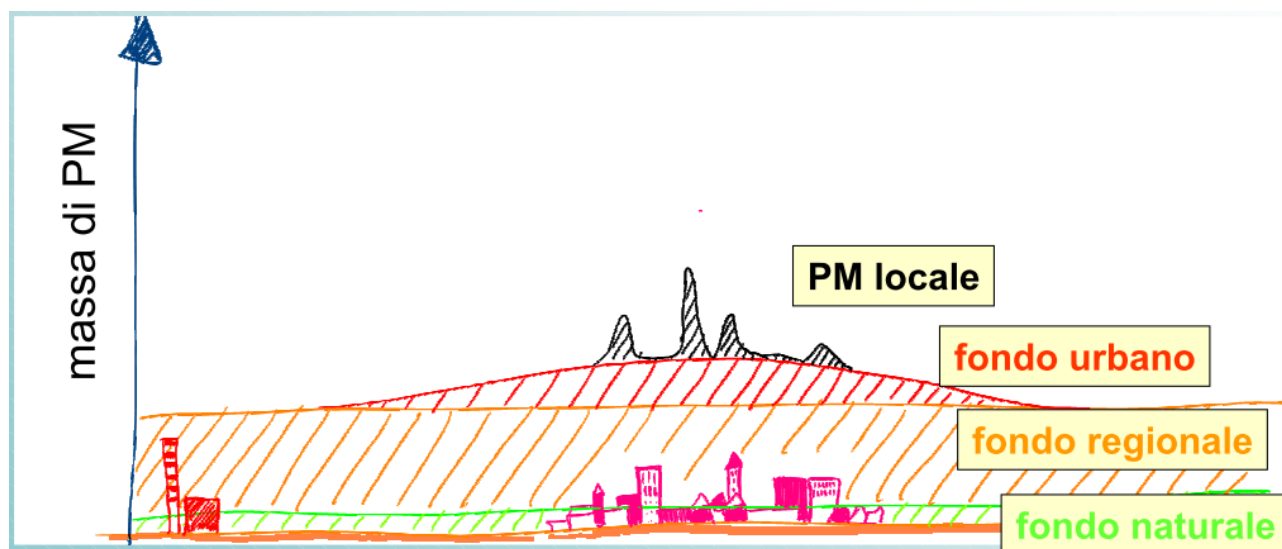 massa di PM
PM locale
fondo urbano
fondo regionale
fondo naturale